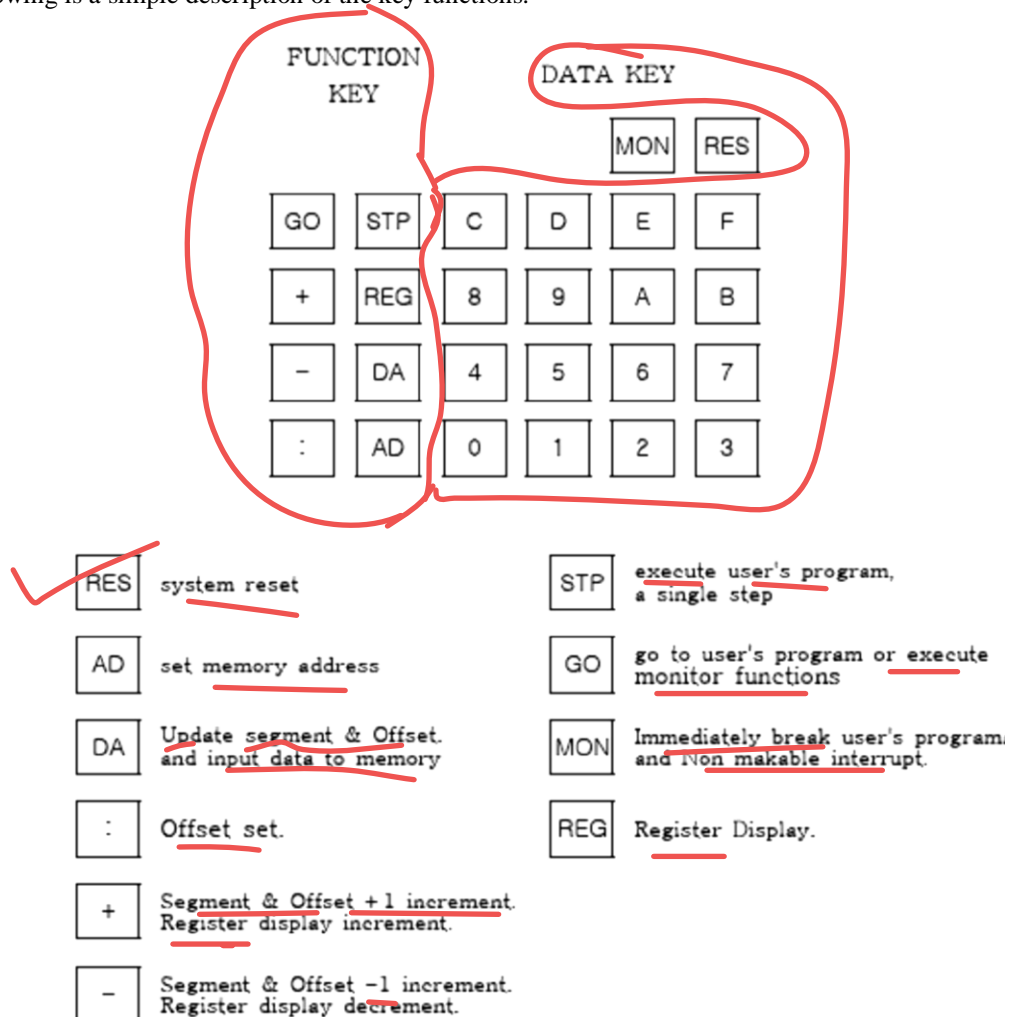 owing is a simple description of the key functions.
FUNCTION
KEY
DATA KEY
MON RES
GO STP C D E F
+ REG 8 9 A B
- DA 4 5 6 7
: AD 0 1 2 3
RES system reset
STP execute user's program,
a single step
AD set memory address
GO go to user's program or execute
monitor functions
DA Update segment & Offset.
and input data to memory
MON Immediately break user's program
and Non makable interrupt.
: Offset set.
REG Register Display.
+ Segment & Offset +1 increment.
Register display increment.
- Segment & Offset -1 increment.
Register display decrement.